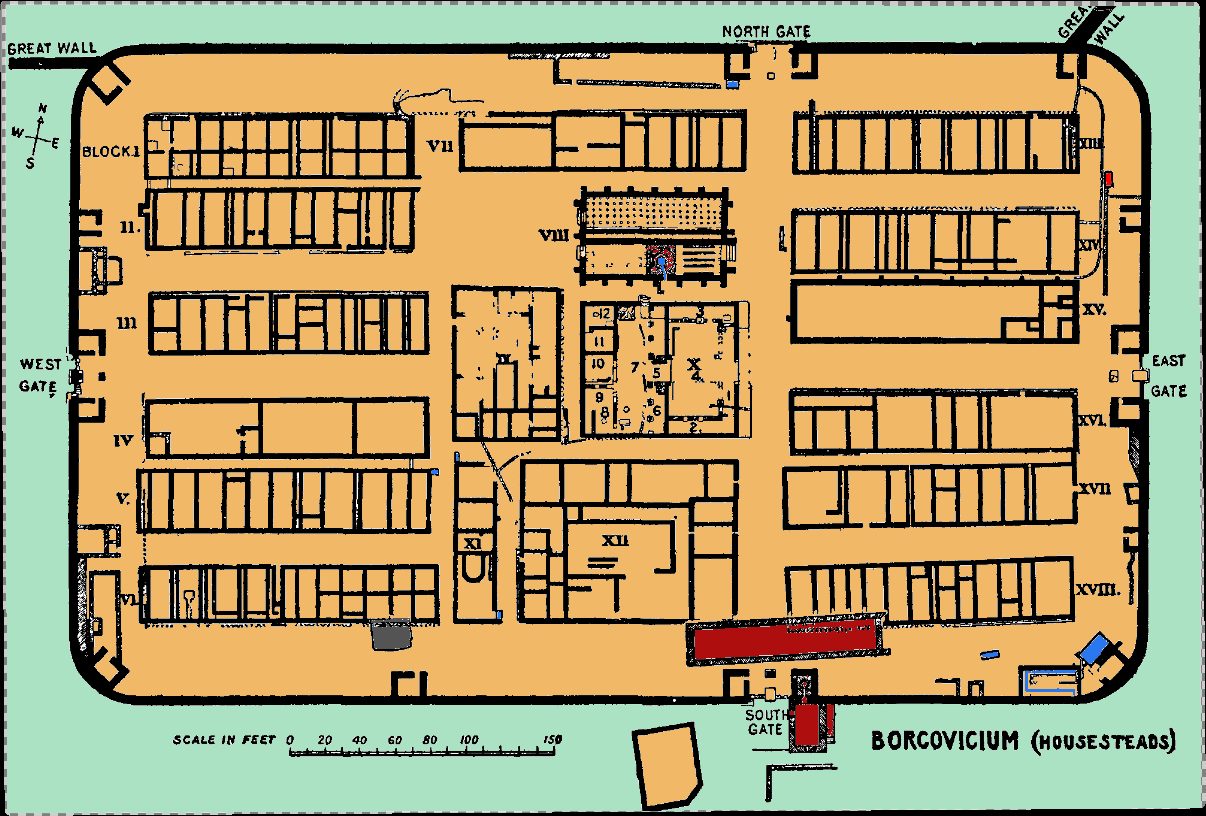 GREAT WALL
NORTH GATE
GREA
WALL
N
W E
S
BLOCK.I
VII
XIII.
II.
VIII
XIV
III
XV.
12
3
11
10
7
5
X
4
9
8
6
2.
WEST
GATE
EAST
GATE
IV
XVI.
V.
XVII
XI
XII
VI.
XVIII.
SOUTH
GATE
SCALE IN FEET 0 20 40 60 80 100 150
BORCOVICIUM (HOUSESTEADS)